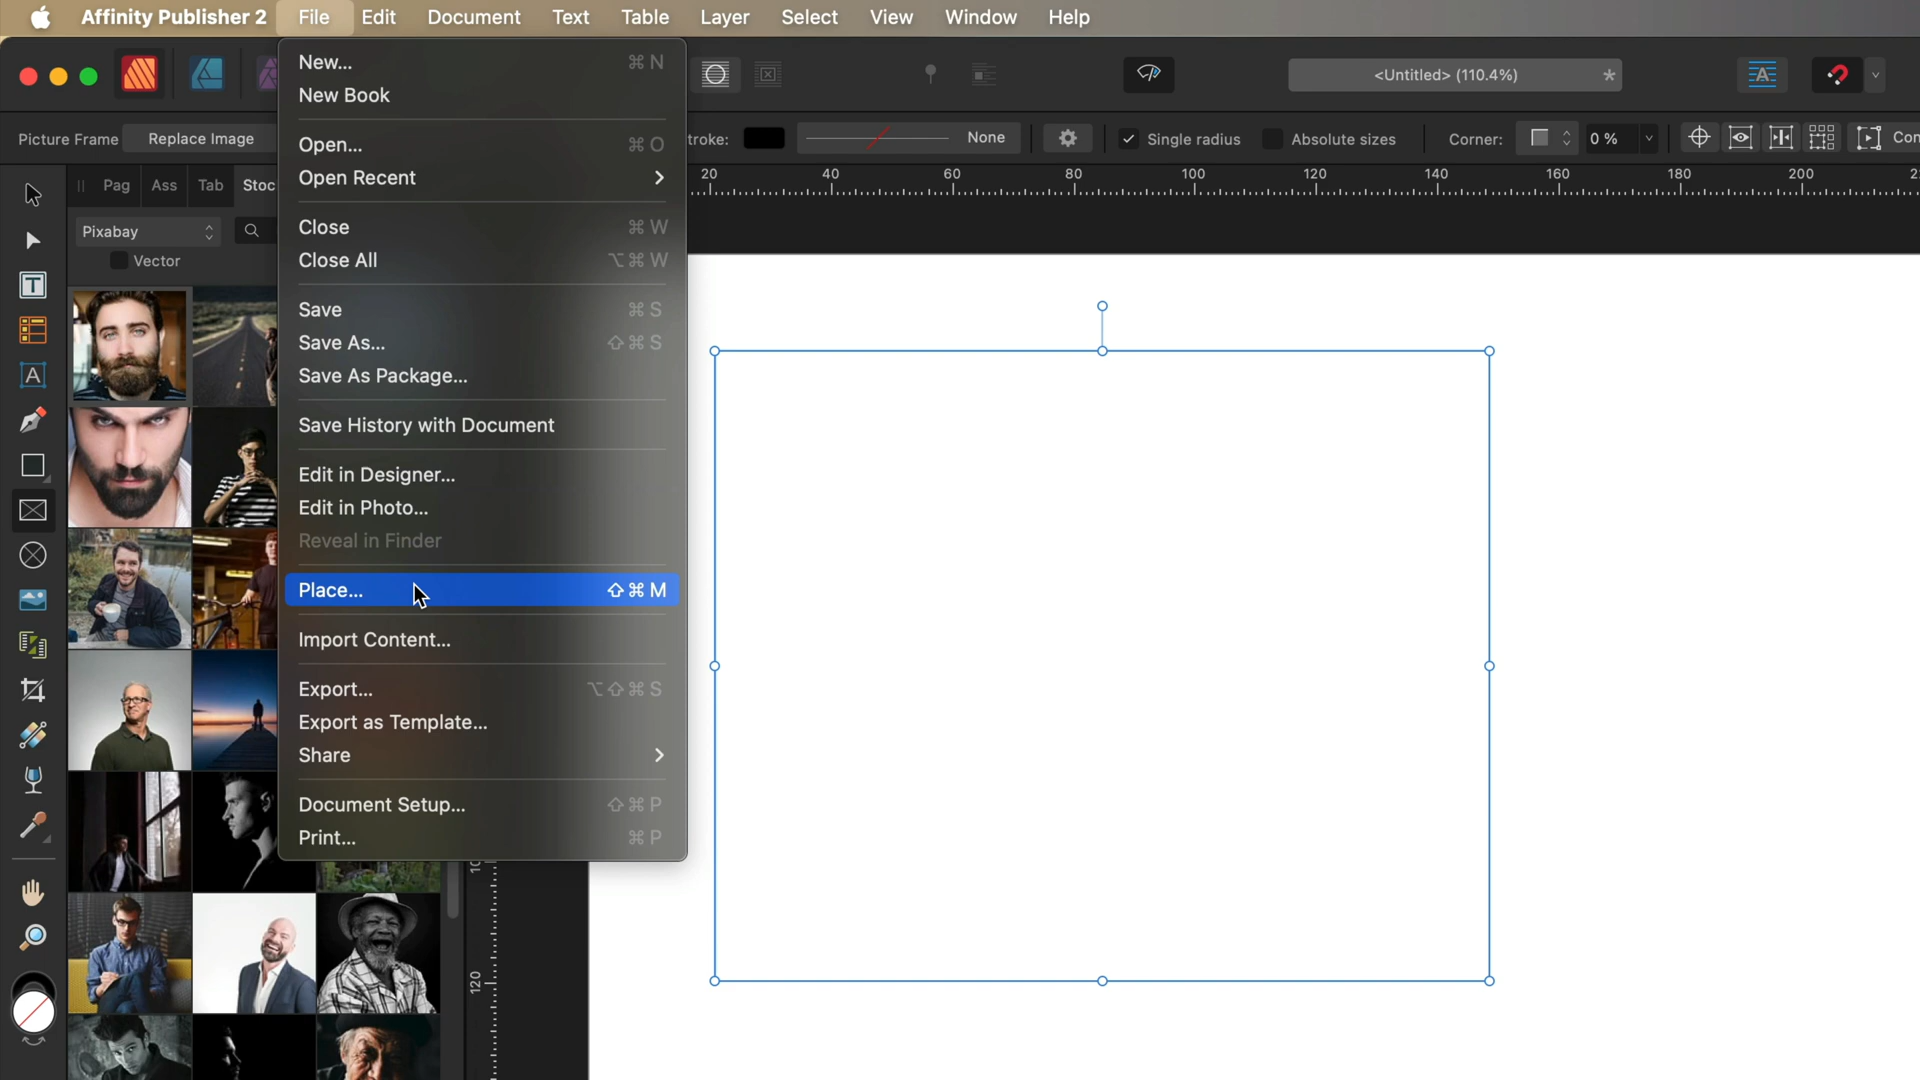 Affinity Publisher 2 File Edit Document Text Table Layer Select View Window Help
<Untitled> (110.4%) *
Picture Frame Replace Image troke: None Single radius Absolute sizes Corner: 0 % Con
Pag Ass Tab Stoc
20 40 60 80 100 120 140 160 180 200 2
Pixabay
Vector
New... ⌘ N
New Book
Open... ⌘ O
Open Recent
Close ⌘ W
Close All ⌥ ⌘ W
Save ⌘ S
Save As... ⇧ ⌘ S
Save As Package...
Save History with Document
Edit in Designer...
Edit in Photo...
Reveal in Finder
Place... ⇧ ⌘ M
Import Content...
Export... ⌥ ⇧ ⌘ S
Export as Template...
Share
Document Setup... ⇧ ⌘ P
Print... ⌘ P
120